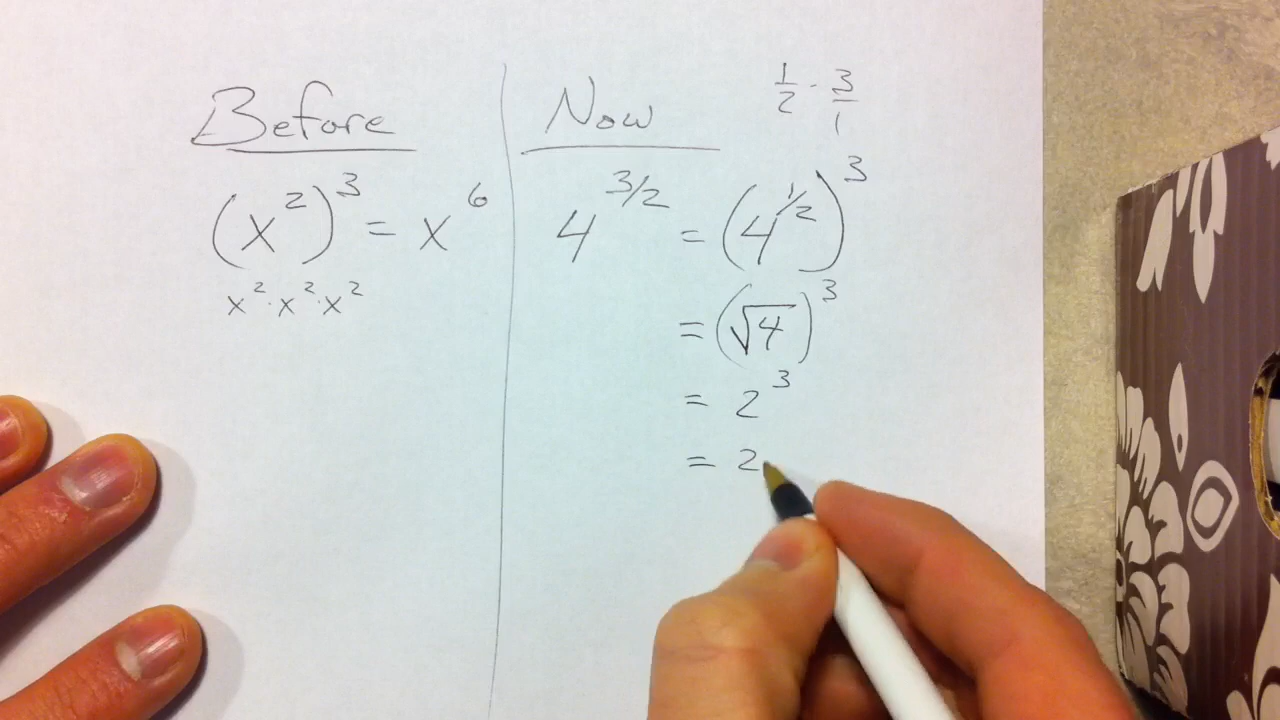 Before
(x²)³ = x⁶
x² · x² · x²
Now
1/2 · 3/1
4^(3/2) = (4^(1/2))³
= (√4)³
= 2³
= 2